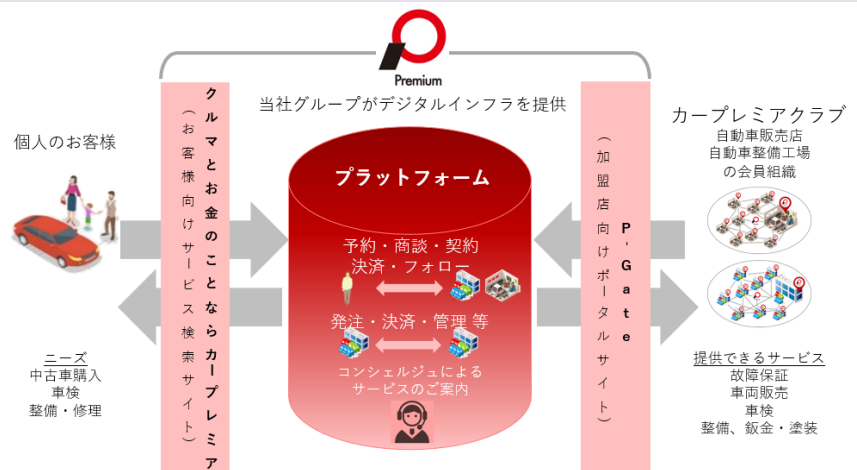 Premium
当社グループがデジタルインフラを提供
個人のお客様
ニーズ
中古車購入
車検
整備・修理
クルマとお金のことならカープレミア
（お客様向けサービス検索サイト）
プラットフォーム
予約・商談・契約
決済・フォロー
発注・決済・管理 等
コンシェルジュによる
サービスのご案内
P-Gate
（加盟店向けポータルサイト）
カープレミアクラブ
自動車販売店
自動車整備工場
の会員組織
提供できるサービス
故障保証
車両販売
車検
整備、鈑金・塗装